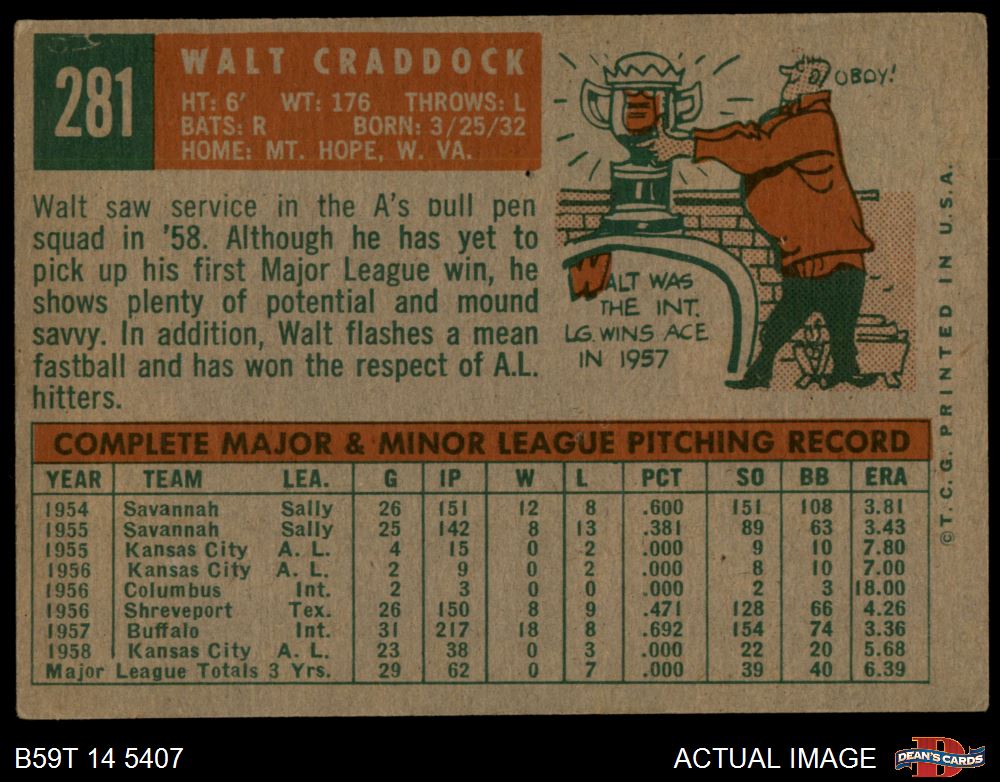 281
WALT CRADDOCK
HT: 6' WT: 176 THROWS: L
BATS: R BORN: 3/25/32
HOME: MT. HOPE, W. VA.
OBOY!
Walt saw service in the A's bull pen
squad in '58. Although he has yet to
pick up his first Major League win, he
shows plenty of potential and mound
savvy. In addition, Walt flashes a mean
fastball and has won the respect of A.L.
hitters.
WALT WAS
THE INT.
LG. WINS ACE
IN 1957
COMPLETE MAJOR & MINOR LEAGUE PITCHING RECORD
YEAR TEAM LEA. G IP W L PCT SO BB ERA
1954 Savannah Sally 26 151 12 8 .600 151 108 3.81
1955 Savannah Sally 25 142 8 13 .381 89 63 3.43
1955 Kansas City A. L. 4 15 0 2 .000 9 10 7.80
1956 Kansas City A. L. 2 9 0 2 .000 8 10 7.00
1956 Columbus Int. 2 3 0 0 .000 2 3 18.00
1956 Shreveport Tex. 26 150 8 9 .471 128 66 4.26
1957 Buffalo Int. 31 217 18 8 .692 154 74 3.36
1958 Kansas City A. L. 23 38 0 3 .000 22 20 5.68
Major League Totals 3 Yrs. 29 62 0 7 .000 39 40 6.39
© T. C. G. PRINTED IN U.S.A.
B59T 14 5407
ACTUAL IMAGE
D
DEAN'S CARDS